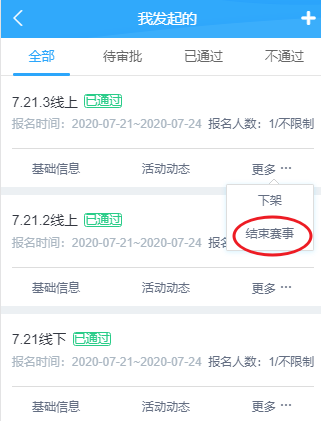 我发起的
全部 待审批 已通过 不通过
7.21.3线上 已通过
报名时间：2020-07-21~2020-07-24 报名人数：1/不限制
基础信息 活动动态 更多 ···
下架
7.21.2线上 已通过
结束赛事
报名时间：2020-07-21~2020-07-24 报名
基础信息 活动动态 更多 ···
7.21线下 已通过
报名时间：2020-07-21~2020-07-24 报名人数：1/不限制
基础信息 活动动态 更多 ···